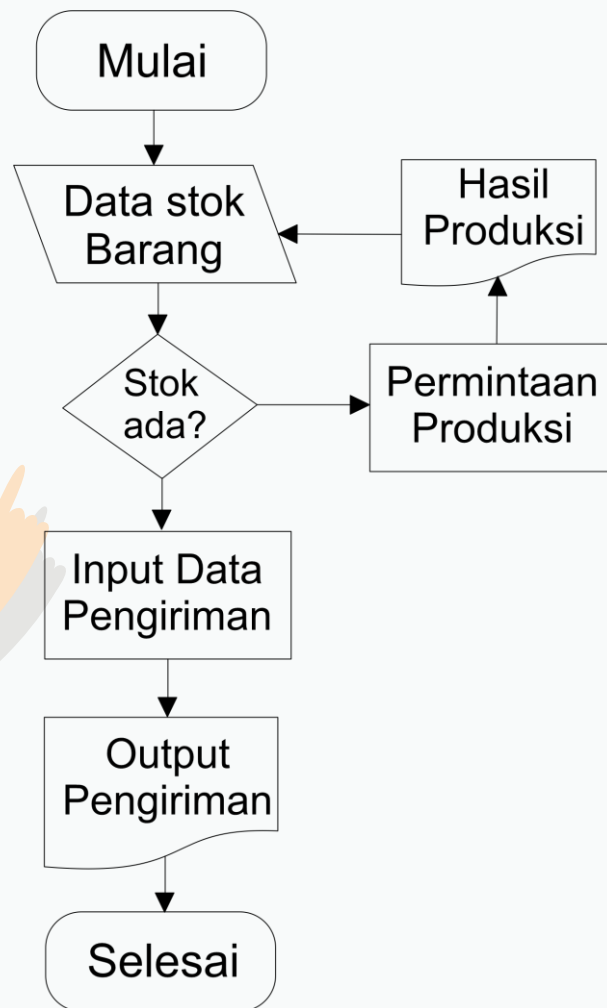 Mulai
Data stok
Barang
Hasil
Produksi
Stok
ada?
Permintaan
Produksi
Input Data
Pengiriman
Output
Pengiriman
Selesai